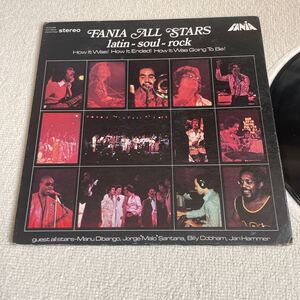 stereo
FANIA ALL STARS
FANIA
latin-soul-rock
How It Was! How It Ended! How It Was Going To Be!
guest all stars-Manu Dibango, Jorge "Malo" Santana, Billy Cobham, Jan Hammer